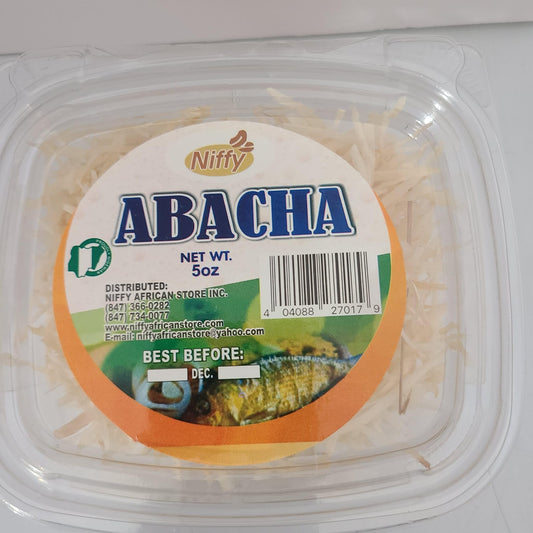 Niffy
ABACHA
NET WT.
5oz
DISTRIBUTED:
NIFFY AFRICAN STORE INC.
(847) 366-0282
(847) 734-0077
www.niffyafricanstore.com
E-mail: niffyafricanstore@yahoo.com
4 04088 27017 9
BEST BEFORE:
DEC.